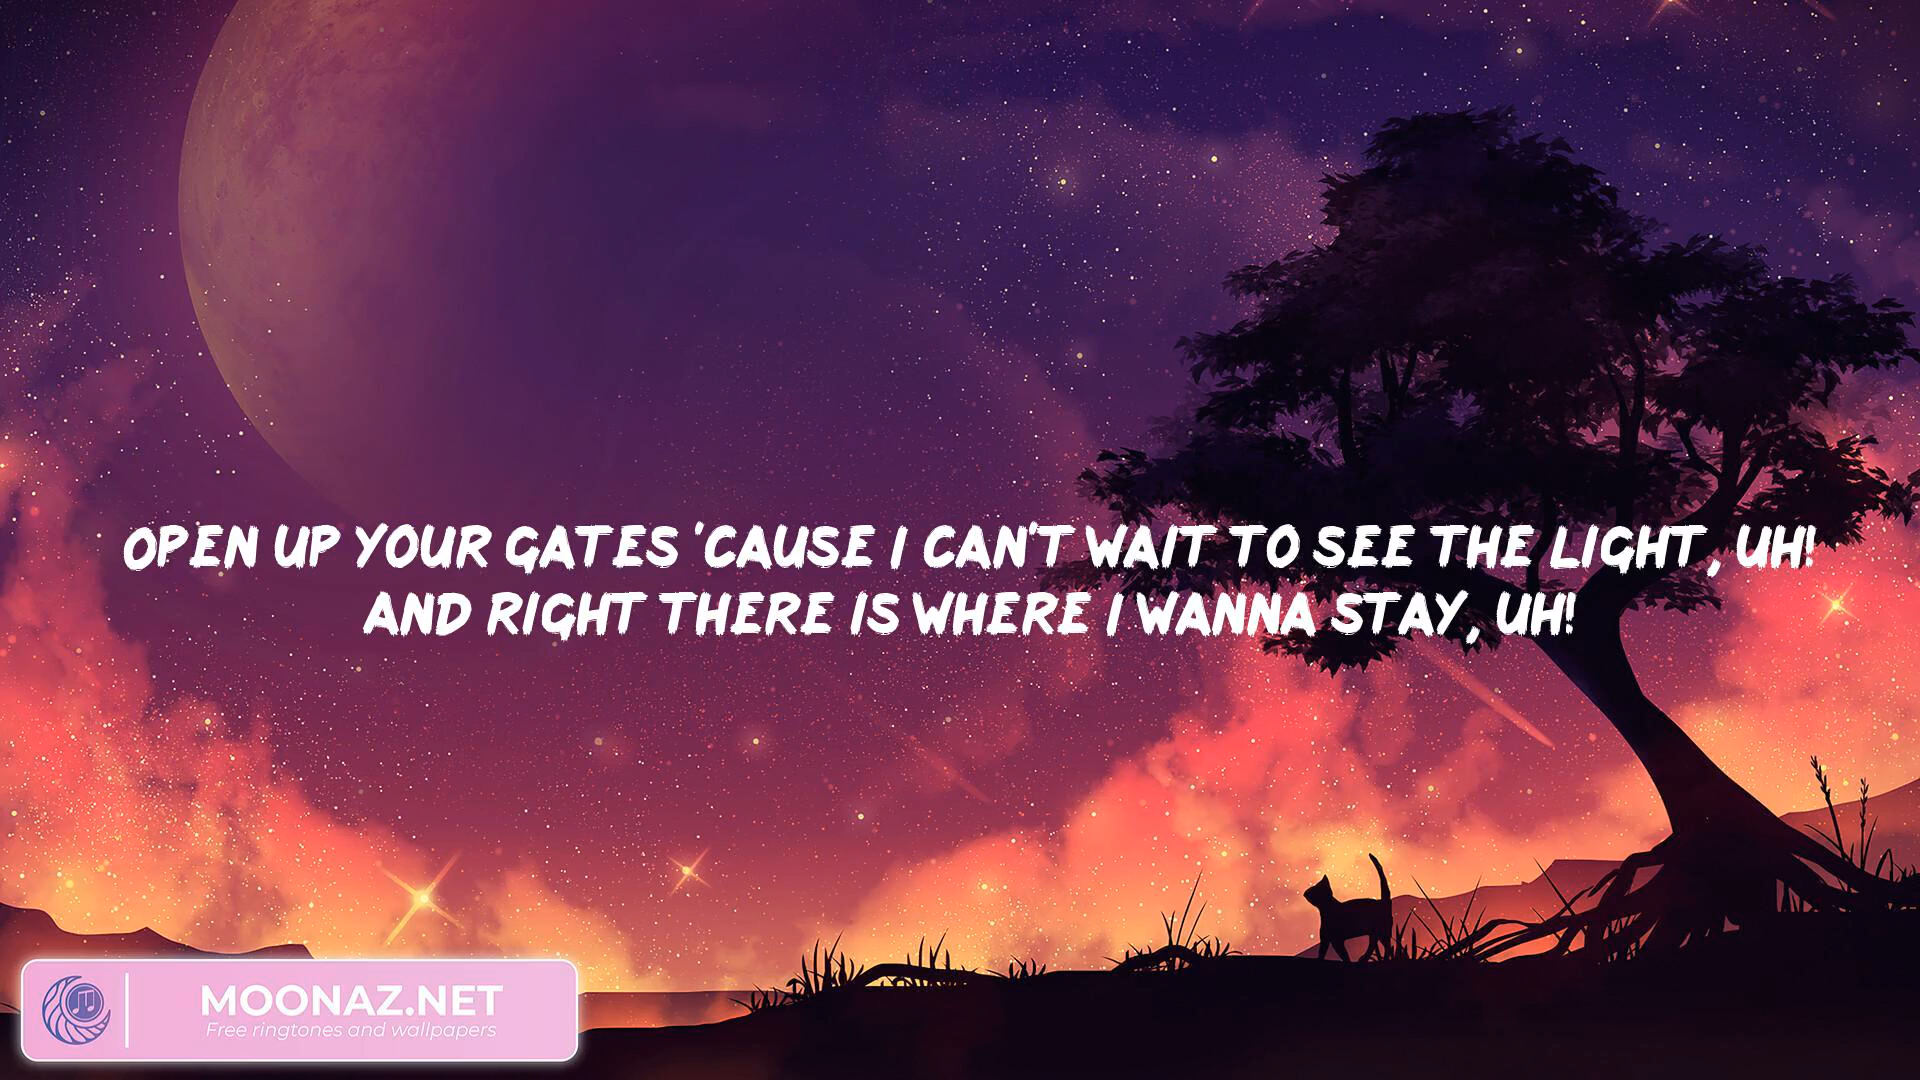 OPEN UP YOUR GATES 'CAUSE I CAN'T WAIT TO SEE THE LIGHT, UH!
AND RIGHT THERE IS WHERE I WANNA STAY, UH!
MOONAZ.NET
Free ringtones and wallpapers